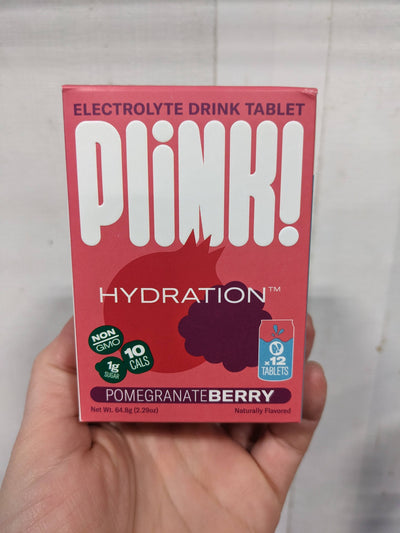 ELECTROLYTE DRINK TABLET
PLiNK!
HYDRATION™
NON
GMO
10
CALS
1g
SUGAR
x12
TABLETS
POMEGRANATEBERRY
Net Wt. 64.8g (2.29oz)
Naturally Flavored